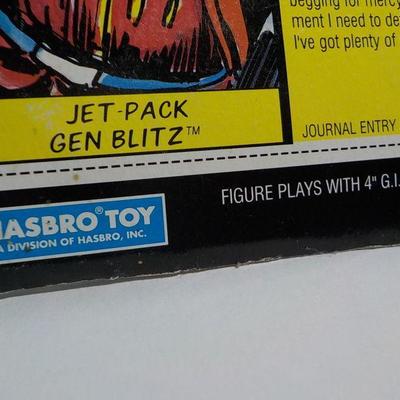 begging for mercy
ment I need to de
I've got plenty of
JET-PACK
GEN BLITZ™
JOURNAL ENTRY
FIGURE PLAYS WITH 4" G.I.
HASBRO® TOY
A DIVISION OF HASBRO, INC.